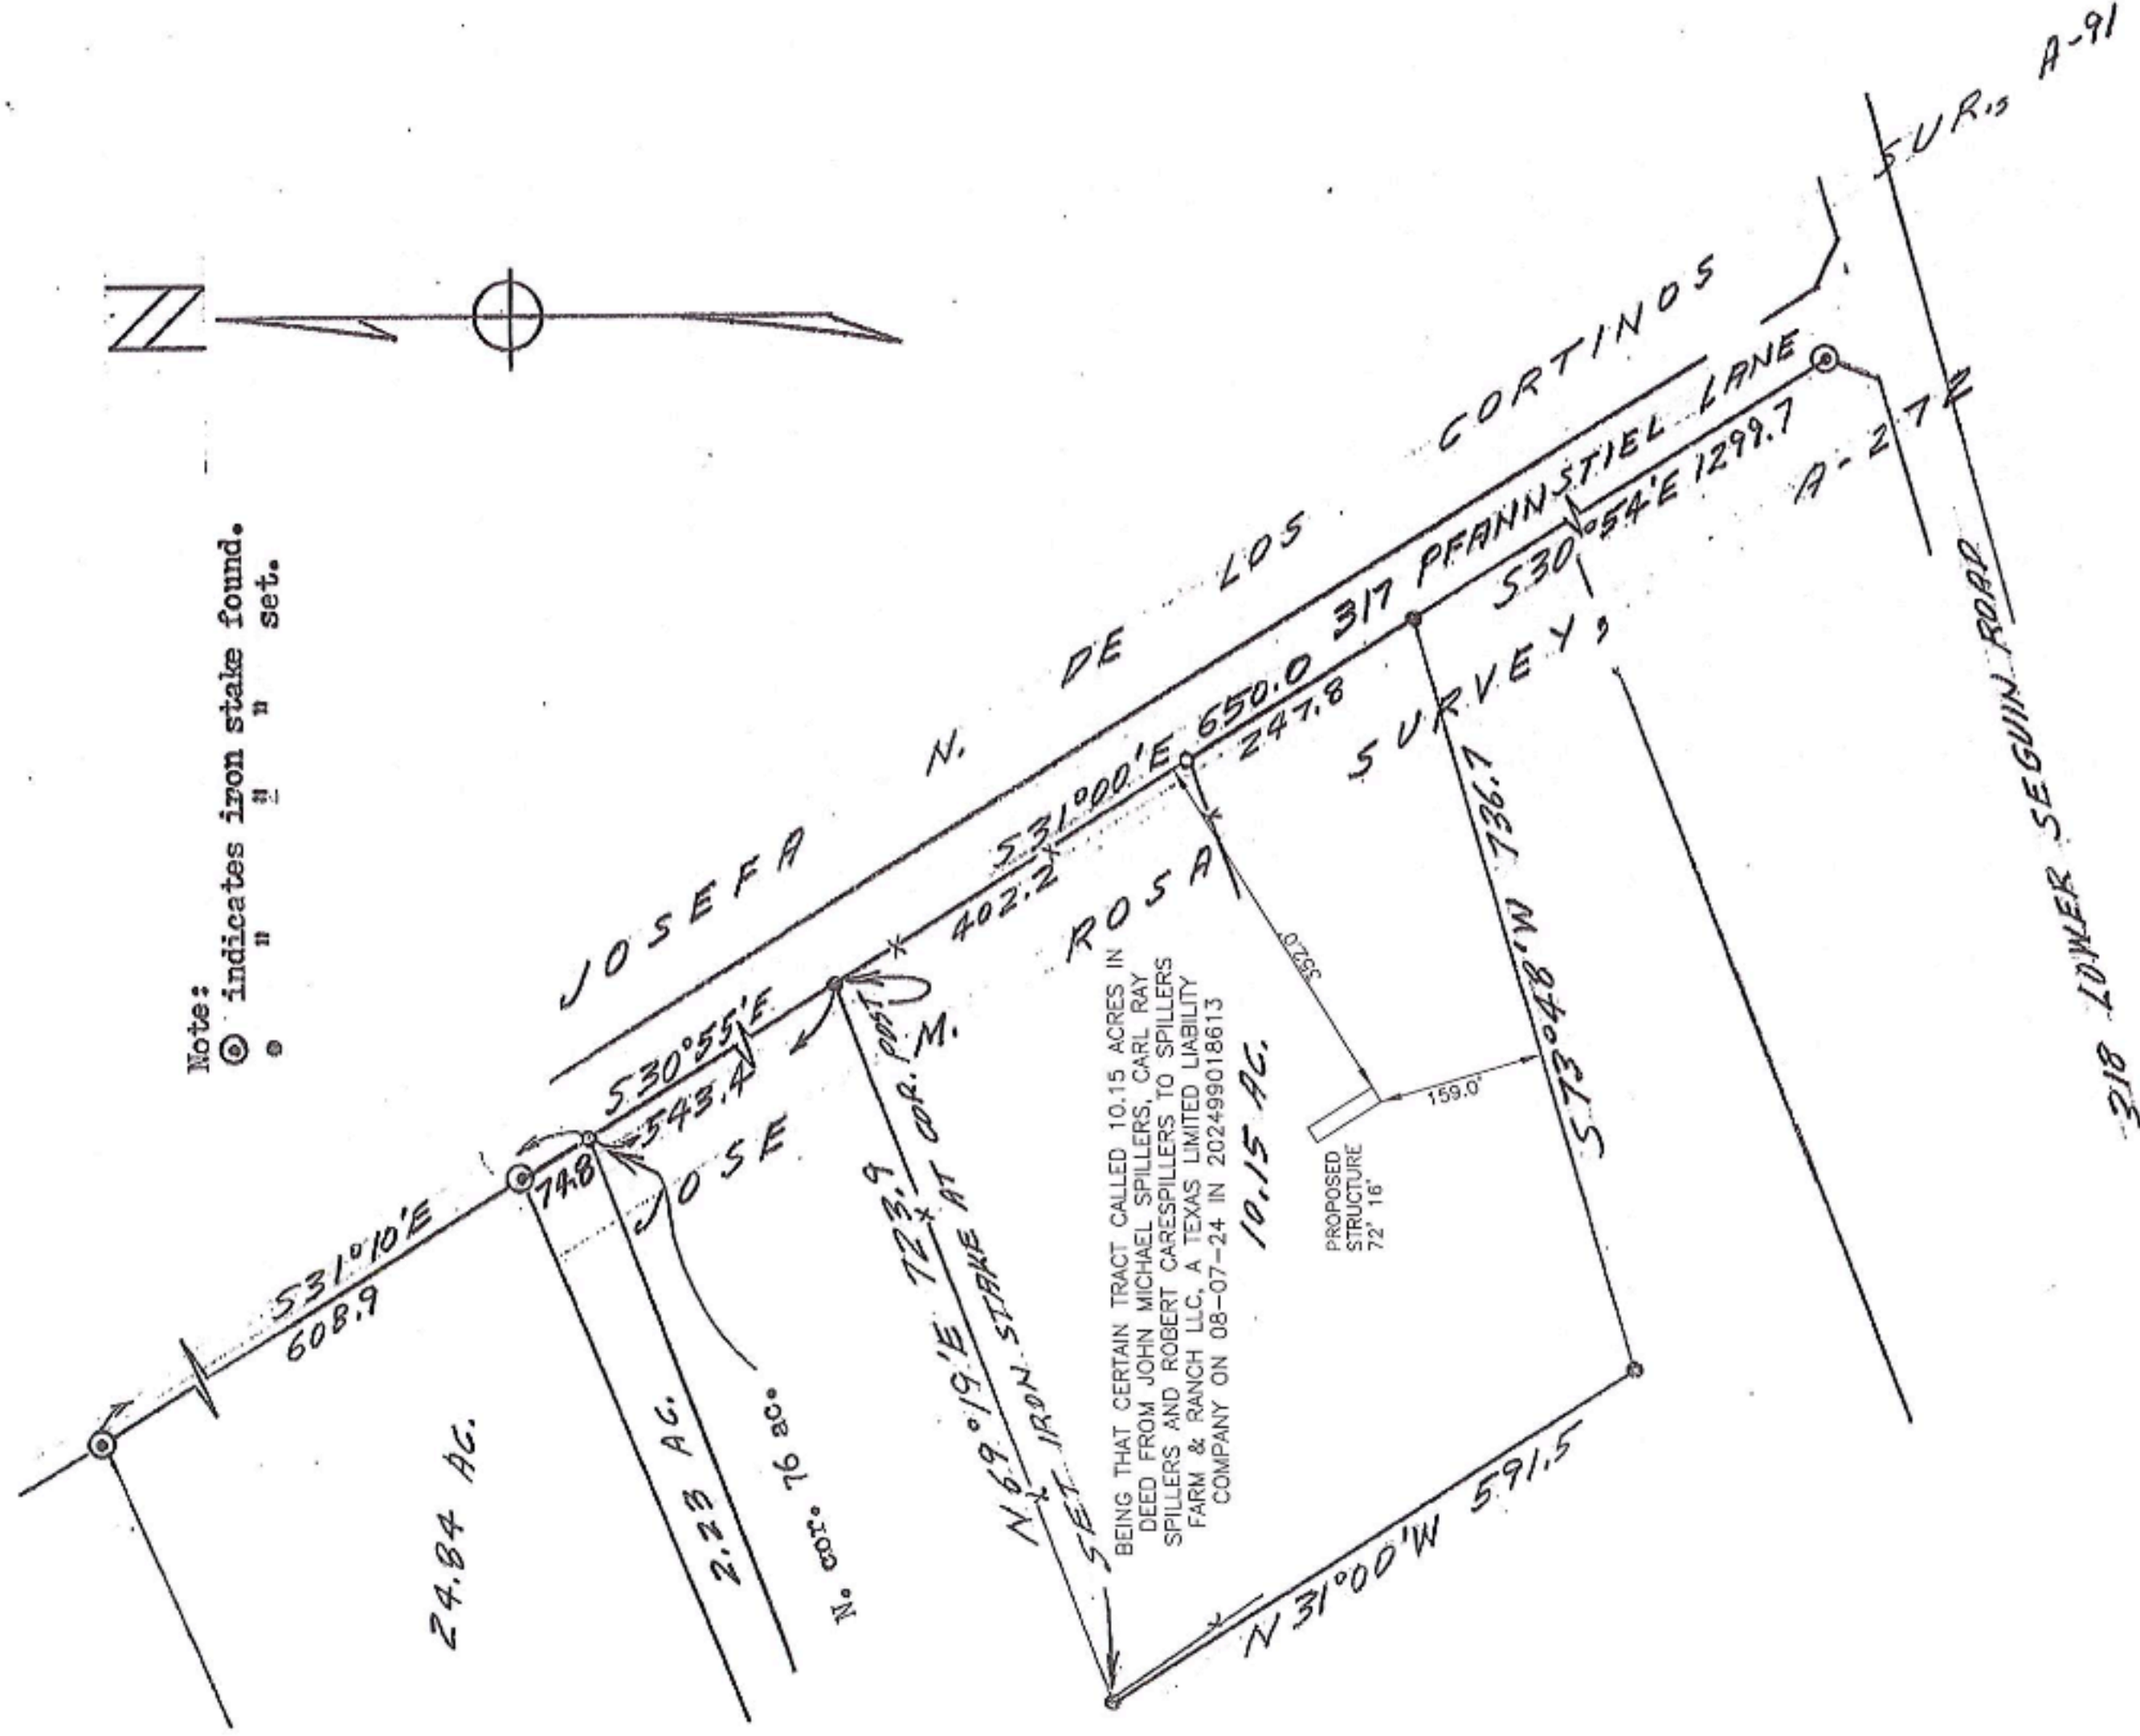 N
Note:
⊙ indicates iron stake found.
● " " " set.
A-91
SUR.,
JOSEFA N. DE LOS CORTINOS
317 PFANNSTIEL LANE
S31°10'E
608.9
74.8
S30°55'E
543.4
S31°00'E 650.0
402.2
247.8
S30°54'E 1299.7
JOSE M. ROSA SURVEY, A-272
24.84 AC.
2.23 AC.
N. cor. 76 ac.
N69°19'E 723.9
SET IRON STAKE AT COR. POST
BEING THAT CERTAIN TRACT CALLED 10.15 ACRES IN
DEED FROM JOHN MICHAEL SPILLERS, CARL RAY
SPILLERS AND ROBERT CARESPILLERS TO SPILLERS
FARM & RANCH LLC, A TEXAS LIMITED LIABILITY
COMPANY ON 08-07-24 IN 202499018613
10.15 AC.
352.0'
159.0'
PROPOSED
STRUCTURE
72' 16'
S73°48'W 736.7
N31°00'W 591.5
318 LOWER SEGUIN ROAD